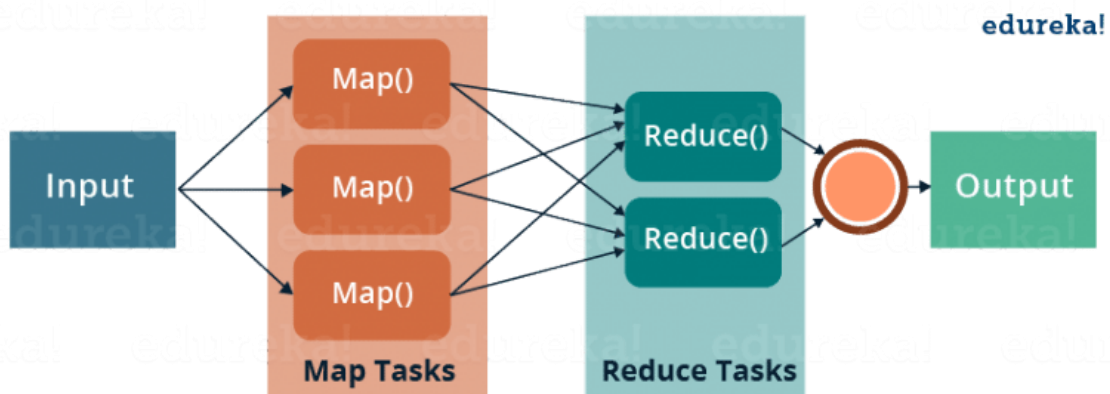 edureka!
Input
Map()
Map()
Map()
Map Tasks
Reduce()
Reduce()
Reduce Tasks
Output